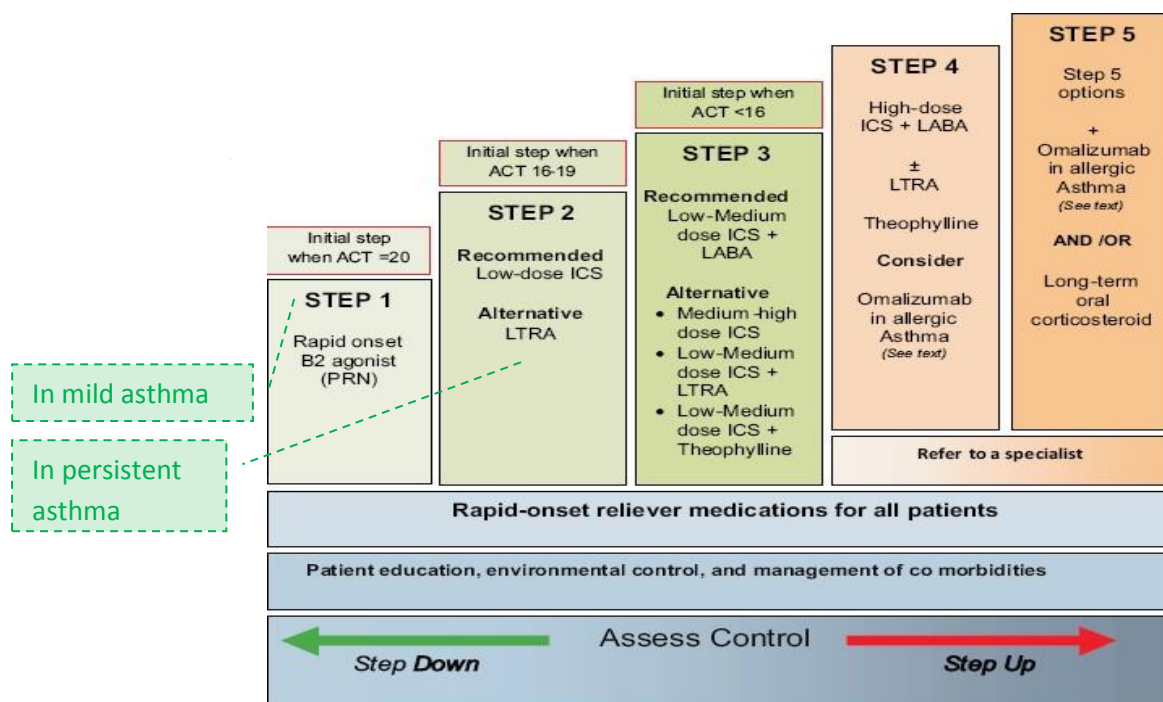 In mild asthma
In persistent
asthma
Initial step
when ACT =20
STEP 1
Rapid onset
B2 agonist
(PRN)
Initial step when
ACT 16-19
STEP 2
Recommended
Low-dose ICS
Alternative
LTRA
Initial step when
ACT <16
STEP 3
Recommended
Low-Medium
dose ICS +
LABA
Alternative
• Medium -high
dose ICS
• Low-Medium
dose ICS +
LTRA
• Low-Medium
dose ICS +
Theophylline
STEP 4
High-dose
ICS + LABA
±
LTRA
Theophylline
Consider
Omalizumab
in allergic
Asthma
(See text)
STEP 5
Step 5
options
+
Omalizumab
in allergic
Asthma
(See text)
AND /OR
Long-term
oral
corticosteroid
Refer to a specialist
Rapid-onset reliever medications for all patients
Patient education, environmental control, and management of co morbidities
Assess Control
Step Down
Step Up